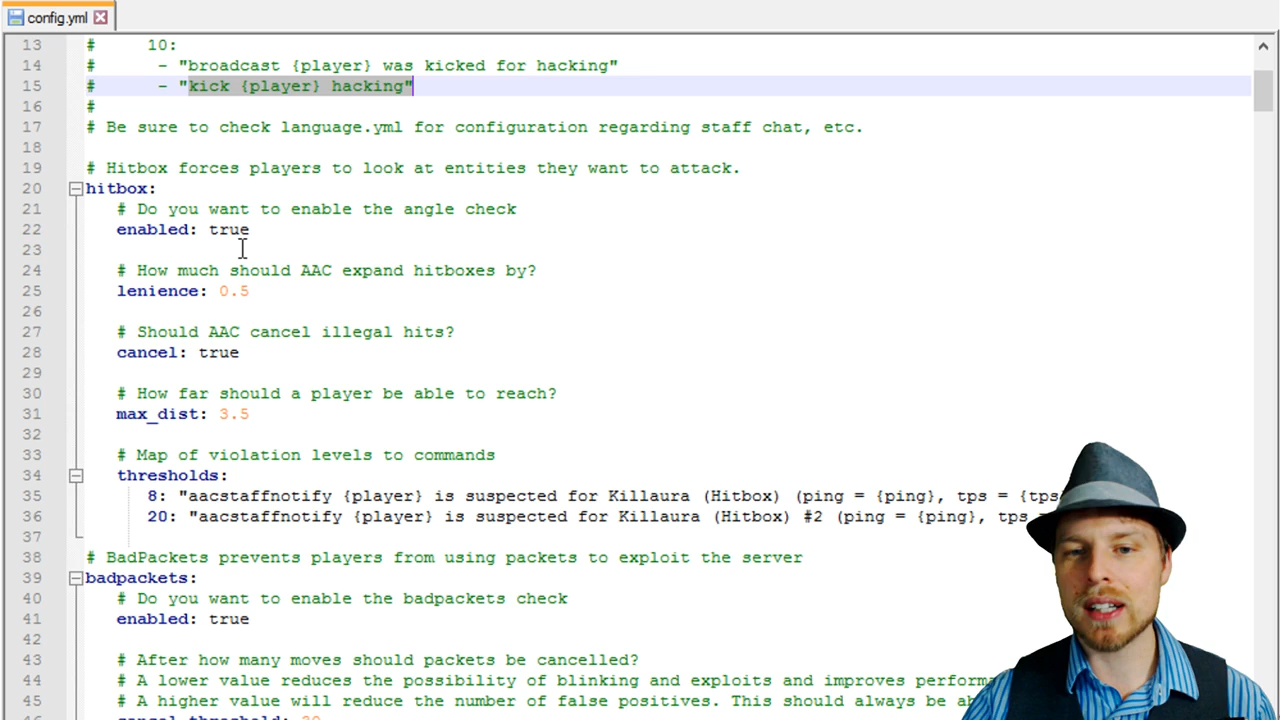 config.yml
13 #     10:
14 #      - "broadcast {player} was kicked for hacking"
15 #      - "kick {player} hacking"
16 #
17 # Be sure to check language.yml for configuration regarding staff chat, etc.
18
19 # Hitbox forces players to look at entities they want to attack.
20 hitbox:
21 # Do you want to enable the angle check
22 enabled: true
23
24 # How much should AAC expand hitboxes by?
25 lenience: 0.5
26
27 # Should AAC cancel illegal hits?
28 cancel: true
29
30 # How far should a player be able to reach?
31 max_dist: 3.5
32
33 # Map of violation levels to commands
34 thresholds:
35 8: "aacstaffnotify {player} is suspected for Killaura (Hitbox) (ping = {ping}, tps = {tps
36 20: "aacstaffnotify {player} is suspected for Killaura (Hitbox) #2 (ping = {ping}, tps
37
38 # BadPackets prevents players from using packets to exploit the server
39 badpackets:
40 # Do you want to enable the badpackets check
41 enabled: true
42
43 # After how many moves should packets be cancelled?
44 # A lower value reduces the possibility of blinking and exploits and improves
45 # A higher value will reduce the number of false positives. This should always be